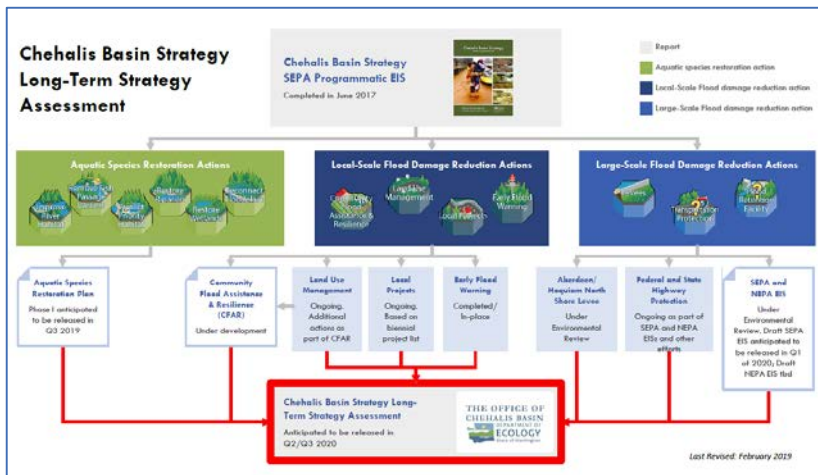 Chehalis Basin Strategy
Long-Term Strategy
Assessment
Chehalis Basin Strategy
SEPA Programmatic EIS
Completed in June 2017
Report
Aquatic species restoration action
Local-Scale Flood damage reduction action
Large-Scale Flood damage reduction action
Aquatic Species Restoration Actions
Restore
Wetlands
Local-Scale Flood Damage Reduction Actions
Assistance &
Resilience
Land Use
Management
Local Projects
Early Flood
Warning
Large-Scale Flood Damage Reduction Actions
Transportation
Protection
Facility
Aquatic Species
Restoration Plan
Phase I anticipated
to be released in
Q3 2019
Community
Flood Assistance
& Resilience
(CFAR)
Under development
Land Use
Management
Ongoing.
Additional
actions as
part of CFAR
Local
Projects
Ongoing.
Based on
biennial
project list
Early Flood
Warning
Completed/
In-place
Aberdeen/
Hoquiam North
Shore Levee
Under
Environmental
Review
Federal and State
Highway
Protection
Ongoing as part of
SEPA and NEPA
EISs and other
efforts
SEPA and
NEPA EIS
Under
Environmental
Review. Draft SEPA
EIS anticipated to
be released in Q1
of 2020; Draft
NEPA EIS tbd
Chehalis Basin Strategy Long-
Term Strategy Assessment
Anticipated to be released in
Q2/Q3 2020
THE OFFICE OF
CHEHALIS BASIN
DEPARTMENT OF
ECOLOGY
State of Washington
Last Revised: February 2019